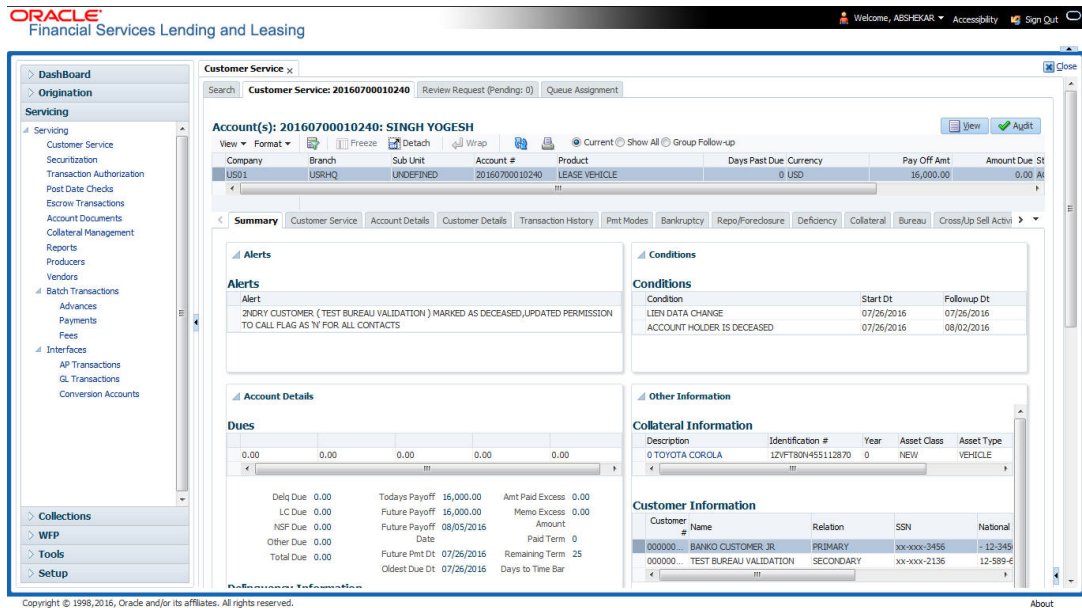 ORACLE
Financial Services Lending and Leasing
Welcome, ABSHEKAR Accessibility Sign Out
Close
DashBoard
Origination
Servicing
Servicing
Customer Service
Securitization
Transaction Authorization
Post Date Checks
Escrow Transactions
Account Documents
Collateral Management
Reports
Producers
Vendors
Batch Transactions
Advances
Payments
Fees
Interfaces
AP Transactions
GL Transactions
Conversion Accounts
Collections
WFP
Tools
Setup
Customer Service x
Search Customer Service: 20160700010240 Review Request (Pending: 0) Queue Assignment
Account(s): 20160700010240: SINGH YOGESH
View Audit
View Format Freeze Detach Wrap Current Show All Group Follow-up
Company Branch Sub Unit Account # Product Days Past Due Currency Pay Off Amt Amount Due St
US01 USRHQ UNDEFINED 20160700010240 LEASE VEHICLE 0 USD 16,000.00 0.00
Summary Customer Service Account Details Customer Details Transaction History Pmt Modes Bankruptcy Repo/Foreclosure Deficiency Collateral Bureau Cross/Up Sell Activi
Alerts
Alerts
Alert
2NDRY CUSTOMER ( TEST BUREAU VALIDATION ) MARKED AS DECEASED,UPDATED PERMISSION
TO CALL FLAG AS 'N' FOR ALL CONTACTS
Conditions
Conditions
Condition Start Dt Followup Dt
LIEN DATA CHANGE 07/26/2016 07/26/2016
ACCOUNT HOLDER IS DECEASED 07/26/2016 08/02/2016
Account Details
Dues
0.00 0.00 0.00 0.00 0.00
Delq Due 0.00 Todays Payoff 16,000.00 Amt Paid Excess 0.00
LC Due 0.00 Future Payoff 16,000.00 Memo Excess 0.00
NSF Due 0.00 Future Payoff 08/05/2016 Amount
Other Due 0.00 Date Paid Term 0
Total Due 0.00 Future Pmt Dt 07/26/2016 Remaining Term 25
Oldest Due Dt 07/26/2016 Days to Time Bar
Delinquency Information
Other Information
Collateral Information
Description Identification # Year Asset Class Asset Type
0 TOYOTA COROLA 1ZVFT80N455112870 0 NEW VEHICLE
Customer Information
Customer # Name Relation SSN National
000000... BANKO CUSTOMER JR PRIMARY xx-xxx-3456 - 12-345
000000... TEST BUREAU VALIDATION SECONDARY xx-xxx-2136 12-589-6
Copyright © 1998,2016, Oracle and/or its affiliates. All rights reserved.
About